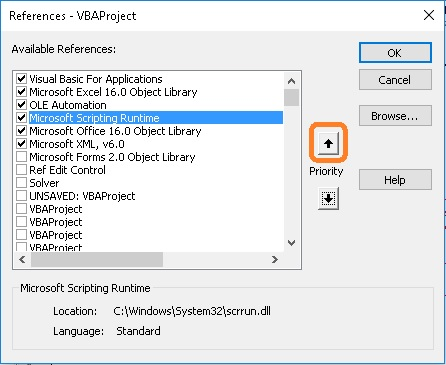 References - VBAProject
Available References:
OK
Visual Basic For Applications
Microsoft Excel 16.0 Object Library
OLE Automation
Microsoft Scripting Runtime
Microsoft Office 16.0 Object Library
Microsoft XML, v6.0
Microsoft Forms 2.0 Object Library
Ref Edit Control
Solver
UNSAVED: VBAProject
VBAProject
VBAProject
VBAProject
VBAProject
Cancel
Browse...
Priority
Help
Microsoft Scripting Runtime
Location: C:\Windows\System32\scrrun.dll
Language: Standard